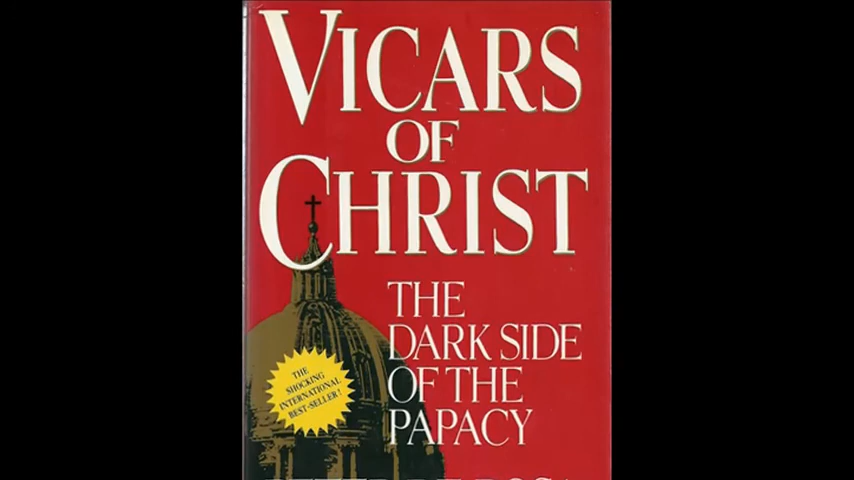 VICARS
OF
CHRIST
THE
DARK SIDE
OF THE
PAPACY
THE
SHOCKING
INTERNATIONAL
BEST-SELLER!